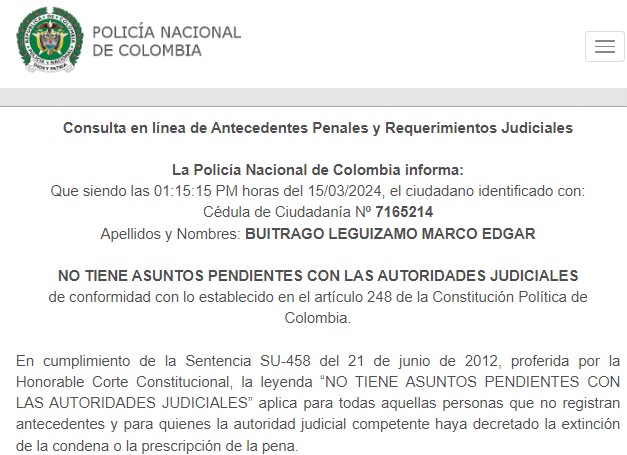 POLICÍA NACIONAL
DE COLOMBIA
Consulta en línea de Antecedentes Penales y Requerimientos Judiciales
La Policía Nacional de Colombia informa:
Que siendo las 01:15:15 PM horas del 15/03/2024, el ciudadano identificado con:
Cédula de Ciudadanía Nº 7165214
Apellidos y Nombres: BUITRAGO LEGUIZAMO MARCO EDGAR
NO TIENE ASUNTOS PENDIENTES CON LAS AUTORIDADES JUDICIALES
de conformidad con lo establecido en el artículo 248 de la Constitución Política de
Colombia.
En cumplimiento de la Sentencia SU-458 del 21 de junio de 2012, proferida por la
Honorable Corte Constitucional, la leyenda “NO TIENE ASUNTOS PENDIENTES CON
LAS AUTORIDADES JUDICIALES” aplica para todas aquellas personas que no registran
antecedentes y para quienes la autoridad judicial competente haya decretado la extinción
de la condena o la prescripción de la pena.